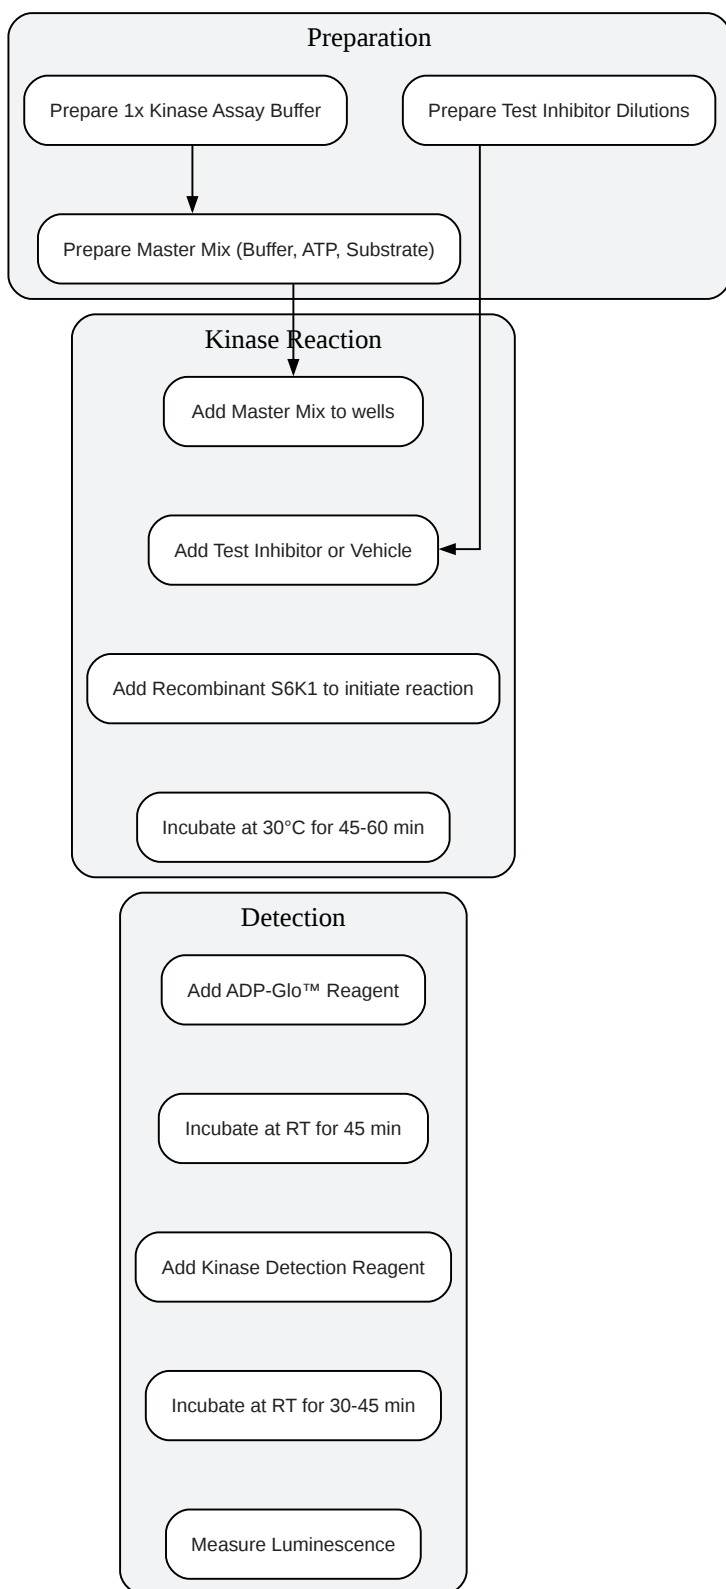 Preparation
Prepare 1x Kinase Assay Buffer
Prepare Test Inhibitor Dilutions
Prepare Master Mix (Buffer, ATP, Substrate)
Kinase Reaction
Add Master Mix to wells
Add Test Inhibitor or Vehicle
Add Recombinant S6K1 to initiate reaction
Incubate at 30°C for 45-60 min
Detection
Add ADP-Glo™ Reagent
Incubate at RT for 45 min
Add Kinase Detection Reagent
Incubate at RT for 30-45 min
Measure Luminescence